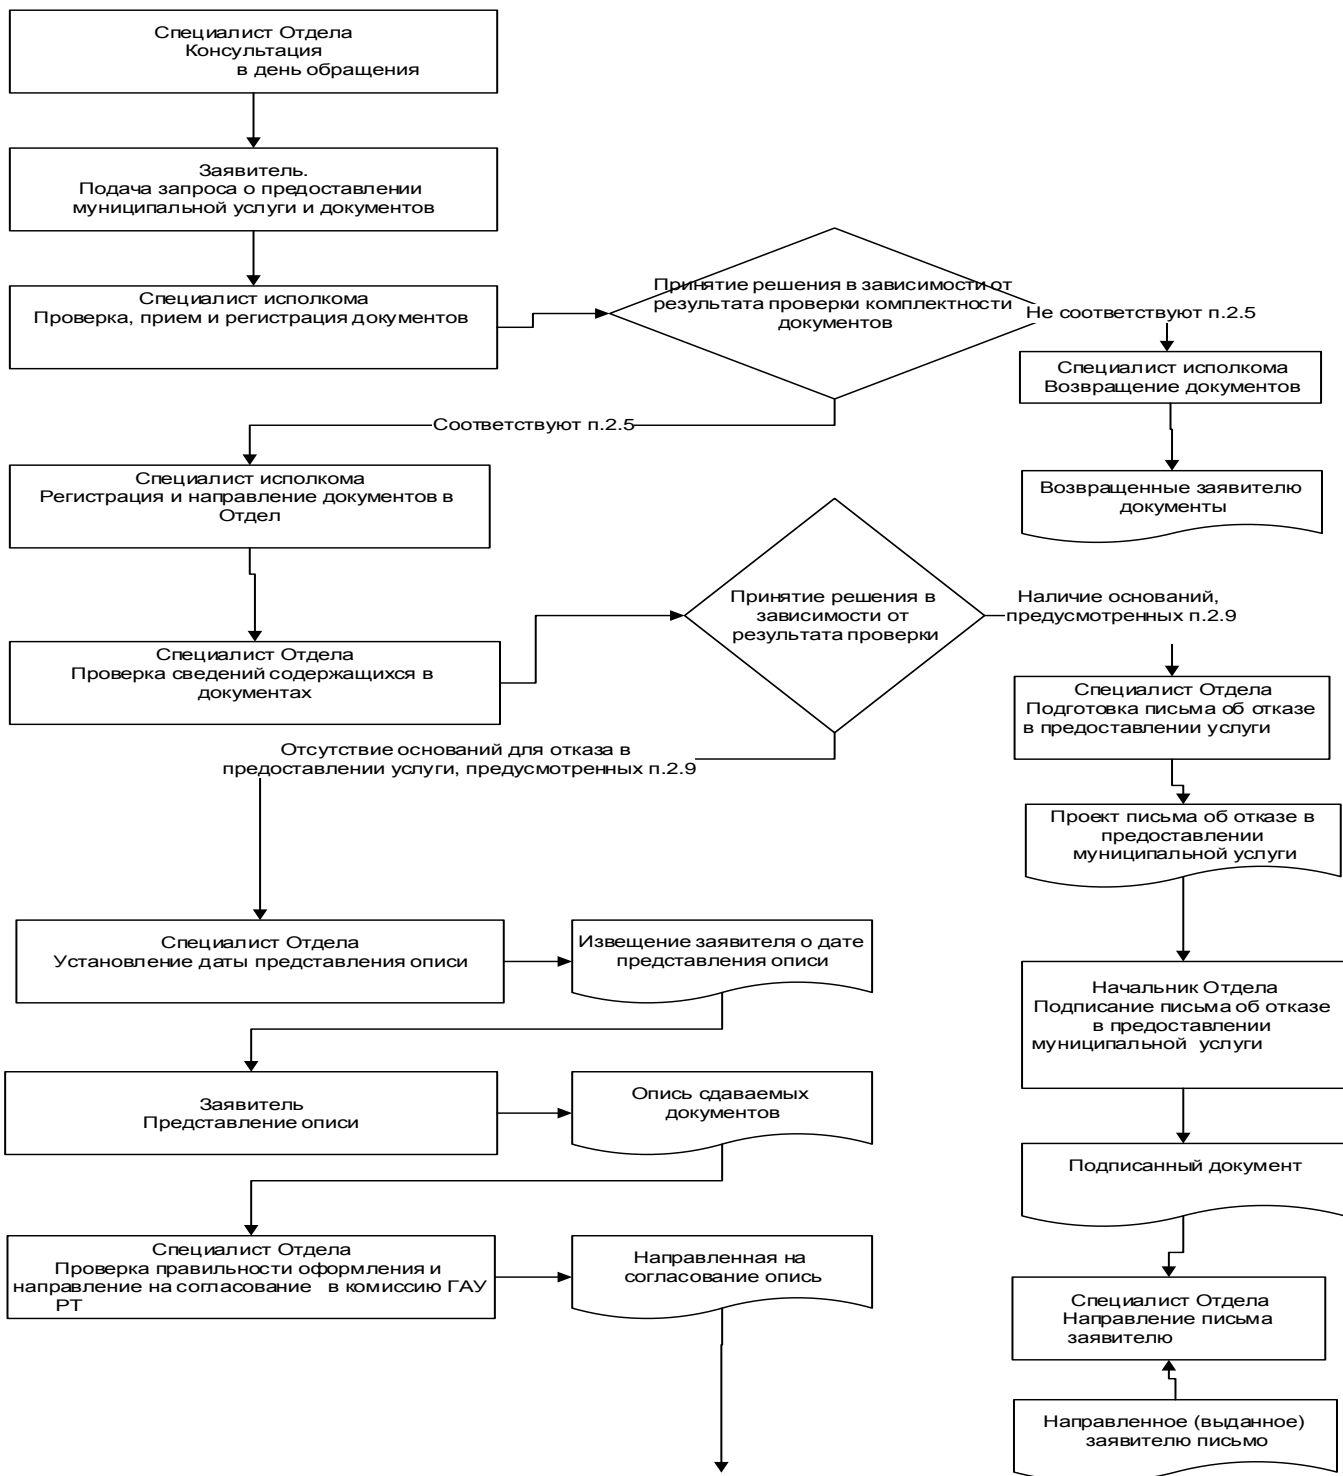 Специалист Отдела
Консультация
в день обращения
Заявитель.
Подача запроса о предоставлении
муниципальной услуги и документов
Специалист исполкома
Проверка, прием и регистрация документов
Принятие решения в зависимости от
результата проверки комплектности
документов
Не соответствуют п.2.5
Специалист исполкома
Возвращение документов
Возвращенные заявителю
документы
Соответствуют п.2.5
Специалист исполкома
Регистрация и направление документов в
Отдел
Специалист Отдела
Проверка сведений содержащихся в
документах
Принятие решения в
зависимости от
результата проверки
Наличие оснований,
предусмотренных п.2.9
Специалист Отдела
Подготовка письма об отказе
в предоставлении услуги
Проект письма об отказе в
предоставлении
муниципальной услуги
Начальник Отдела
Подписание письма об отказе
в предоставлении
муниципальной услуги
Подписанный документ
Специалист Отдела
Направление письма
заявителю
Направленное (выданное)
заявителю письмо
Отсутствие оснований для отказа в
предоставлении услуги, предусмотренных п.2.9
Специалист Отдела
Установление даты представления описи
Извещение заявителя о дате
представления описи
Заявитель
Представление описи
Опись сдаваемых
документов
Специалист Отдела
Проверка правильности оформления и
направление на согласование в комиссию ГАУ
РТ
Направленная на
согласование опись